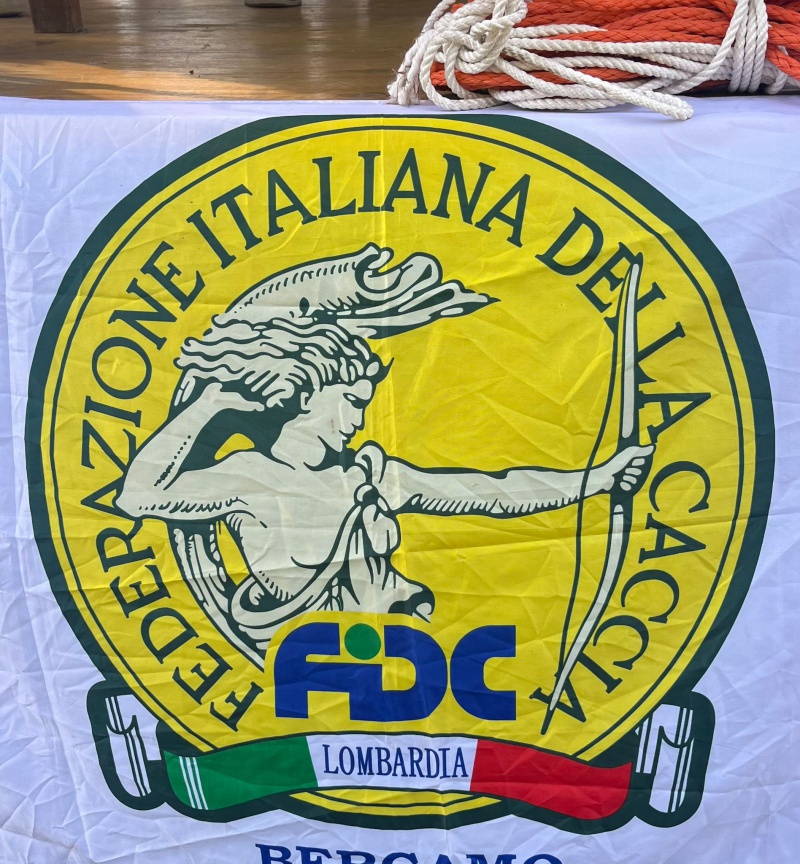 FEDERAZIONE ITALIANA DELLA CACCIA
FIDC
LOMBARDIA
BERGAMO